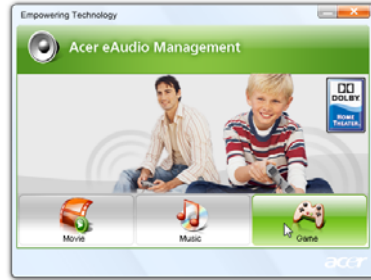 Empowering Technology
Acer eAudio Management
DOLBY
HOME
THEATER
Movie
Music
Game
acer